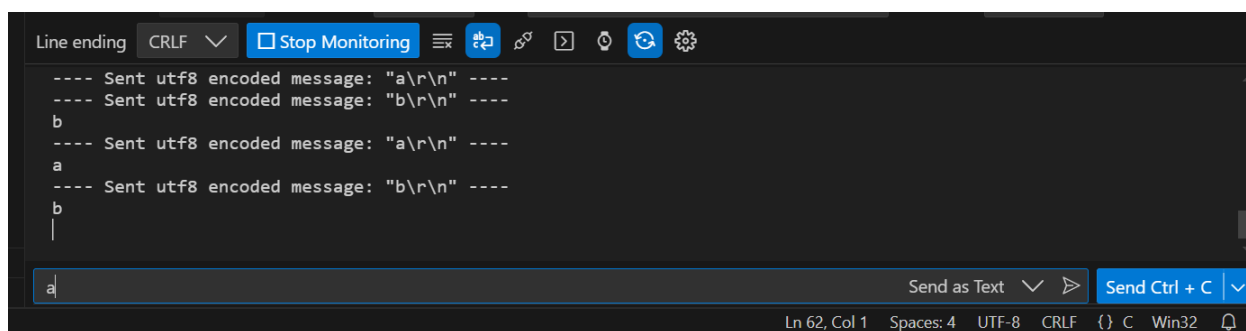 Line ending CRLF Stop Monitoring
---- Sent utf8 encoded message: "a\r\n" ----
---- Sent utf8 encoded message: "b\r\n" ----
b
---- Sent utf8 encoded message: "a\r\n" ----
a
---- Sent utf8 encoded message: "b\r\n" ----
b
a Send as Text Send Ctrl + C
Ln 62, Col 1 Spaces: 4 UTF-8 CRLF {} C Win32